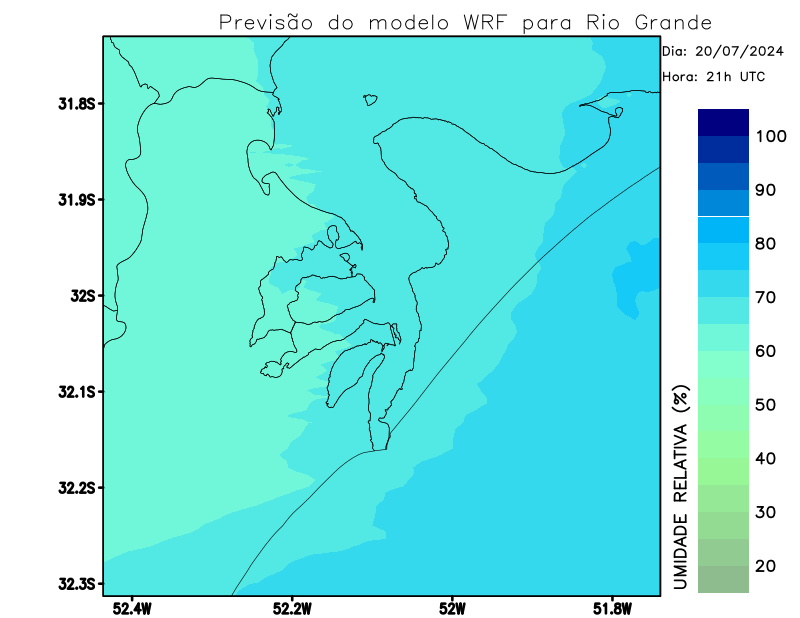 Previsão do modelo WRF para Rio Grande
Dia: 20/07/2024
Hora: 21h UTC
31.8S
31.9S
32S
32.1S
32.2S
32.3S
52.4W
52.2W
52W
51.8W
UMIDADE RELATIVA (%)
100
90
80
70
60
50
40
30
20